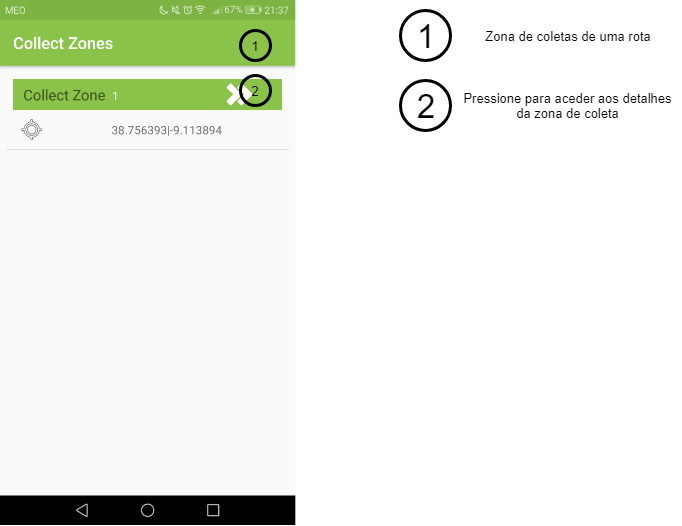 MEO 67% 21:37
Collect Zones 1
Collect Zone 1 2
38.756393|-9.113894
1 Zona de coletas de uma rota
2 Pressione para aceder aos detalhes
da zona de coleta